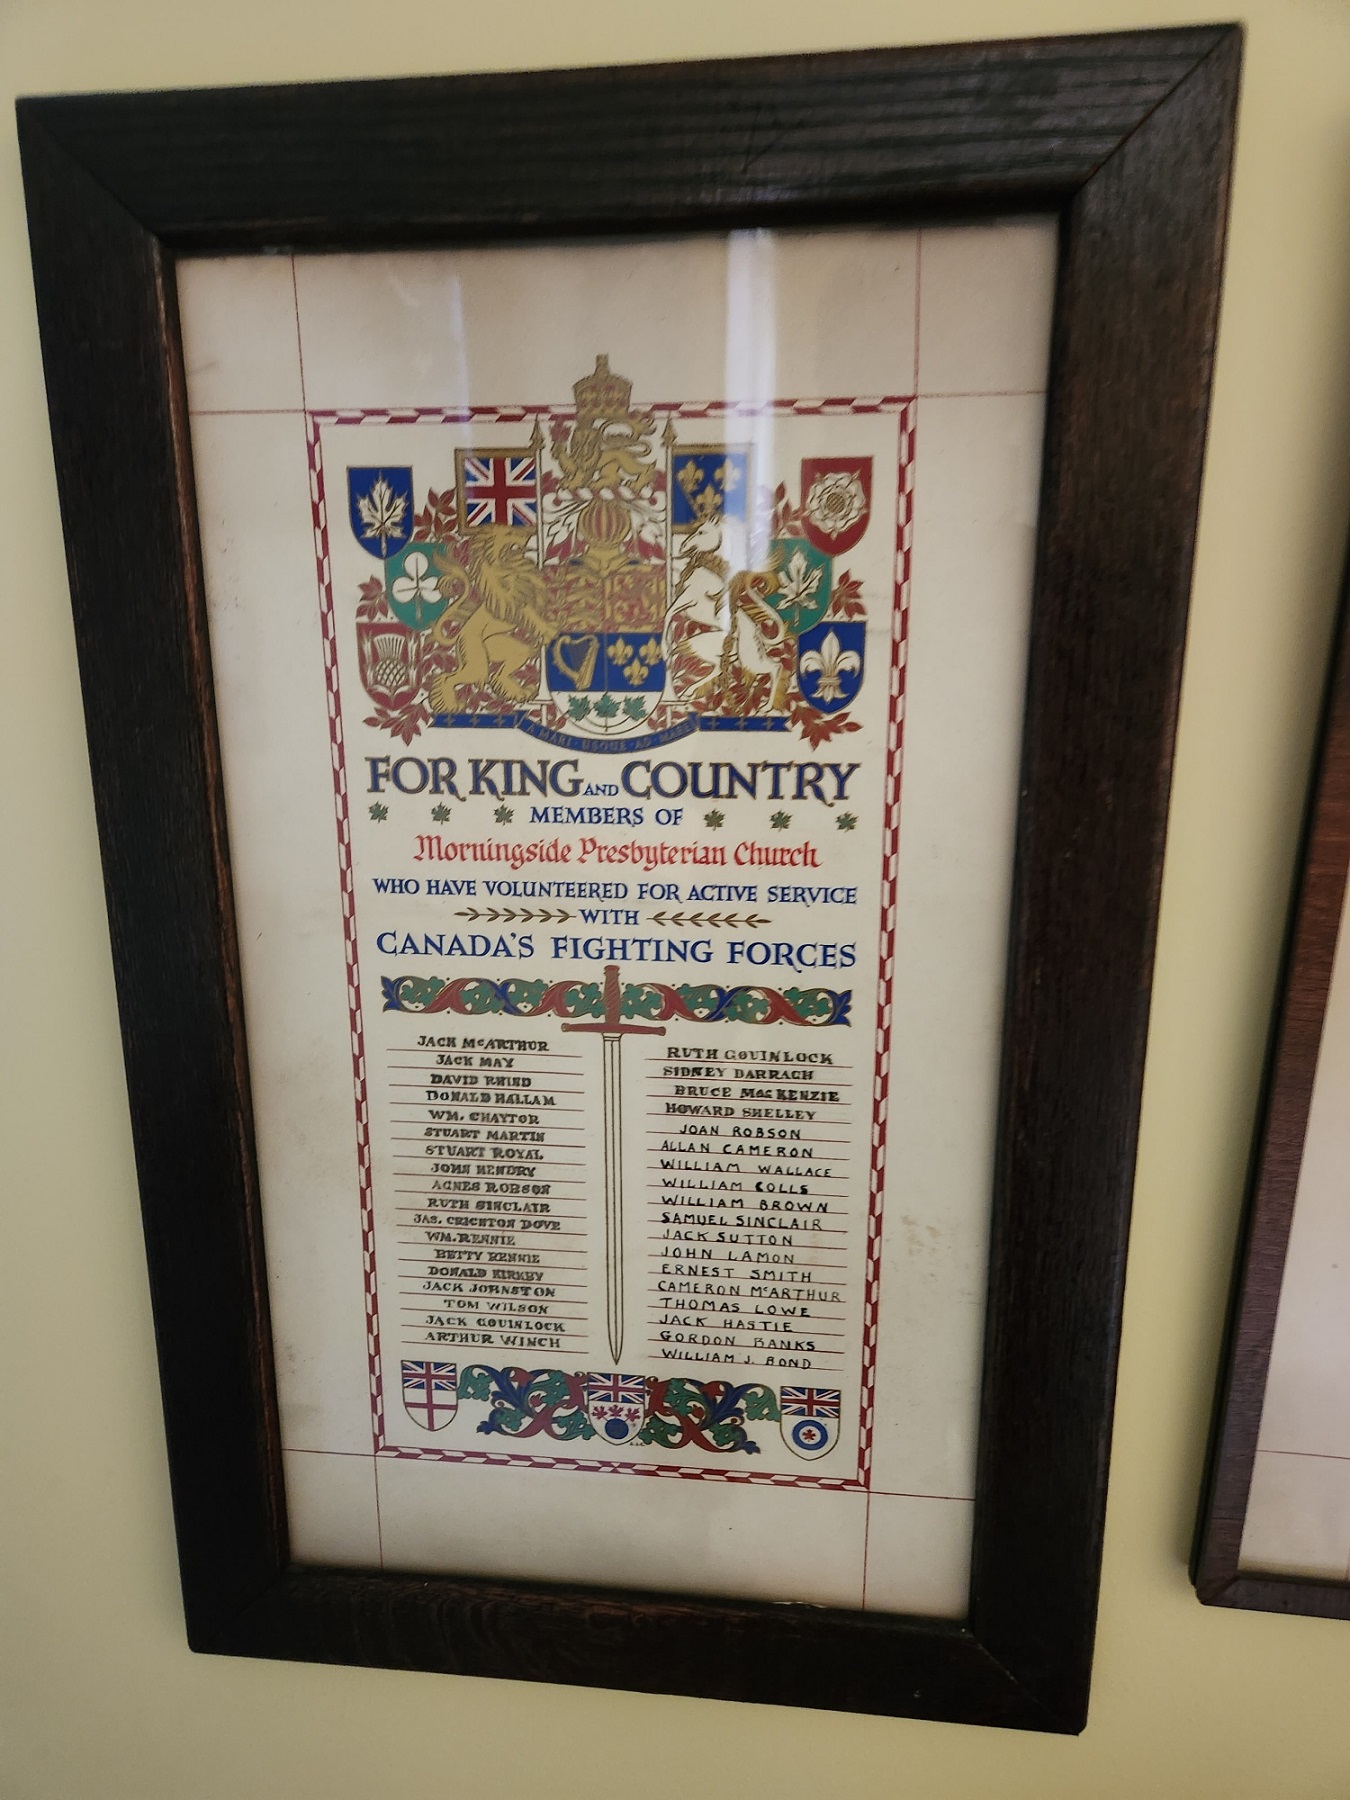 A MARI · USQUE · AD · MARE
FOR KING AND COUNTRY
MEMBERS OF
Morningside Presbyterian Church
WHO HAVE VOLUNTEERED FOR ACTIVE SERVICE
WITH
CANADA'S FIGHTING FORCES
JACK McARTHUR
JACK MAY
DAVID RHIND
DONALD HALLAM
WM. CHAYTOR
STUART MARTIN
STUART ROYAL
JOHN HENDRY
AGNES ROBSON
RUTH SINCLAIR
JAS. CRICHTON DOVE
WM. RENNIE
BETTY RENNIE
DONALD KIRKBY
JACK JOHNSTON
TOM WILSON
JACK GOUINLOCK
ARTHUR WINCH
RUTH GOUINLOCK
SIDNEY DARRACH
BRUCE MacKENZIE
HOWARD SHELLEY
JOAN ROBSON
ALLAN CAMERON
WILLIAM WALLACE
WILLIAM COLLS
WILLIAM BROWN
SAMUEL SINCLAIR
JACK SUTTON
JOHN LAMON
ERNEST SMITH
CAMERON McARTHUR
THOMAS LOWE
JACK HASTIE
GORDON BANKS
WILLIAM J. BOND